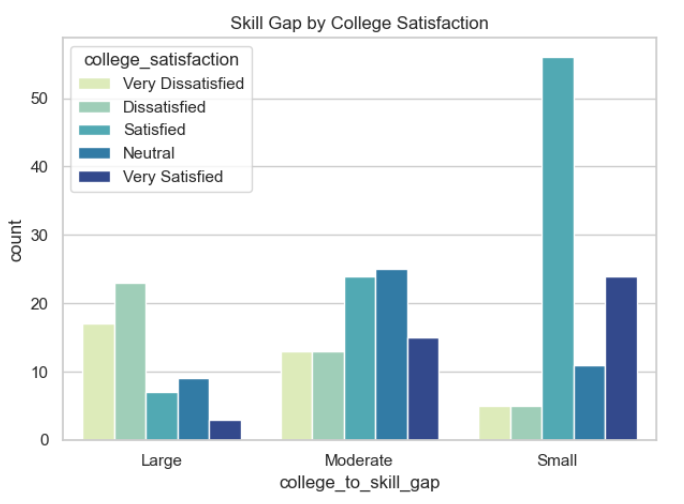 Skill Gap by College Satisfaction
college_satisfaction
Very Dissatisfied
Dissatisfied
Satisfied
Neutral
Very Satisfied
50
40
30
20
10
0
count
Large Moderate Small
college_to_skill_gap